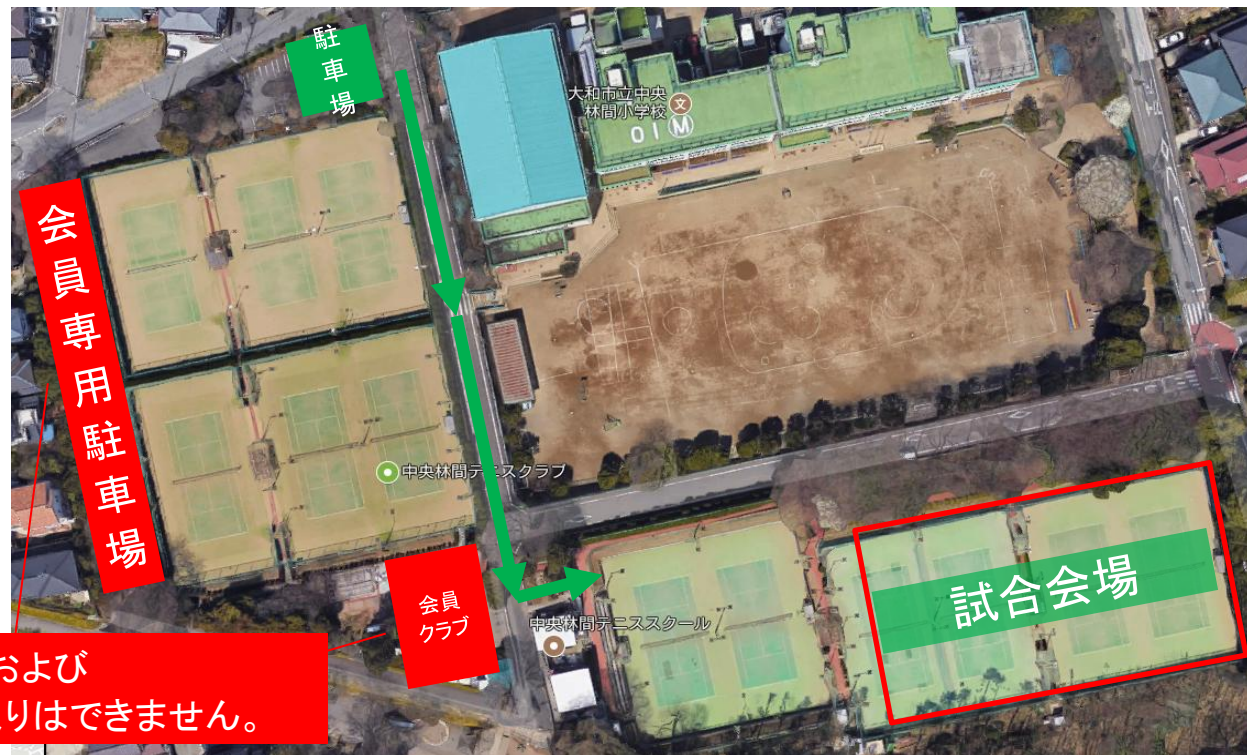 駐車場
大和市立中央
林間小学校
文
M10
会員専用駐車場
中央林間テニスクラブ
会員
クラブ
試合会場
中央林間テニススクール
および
りはできません。